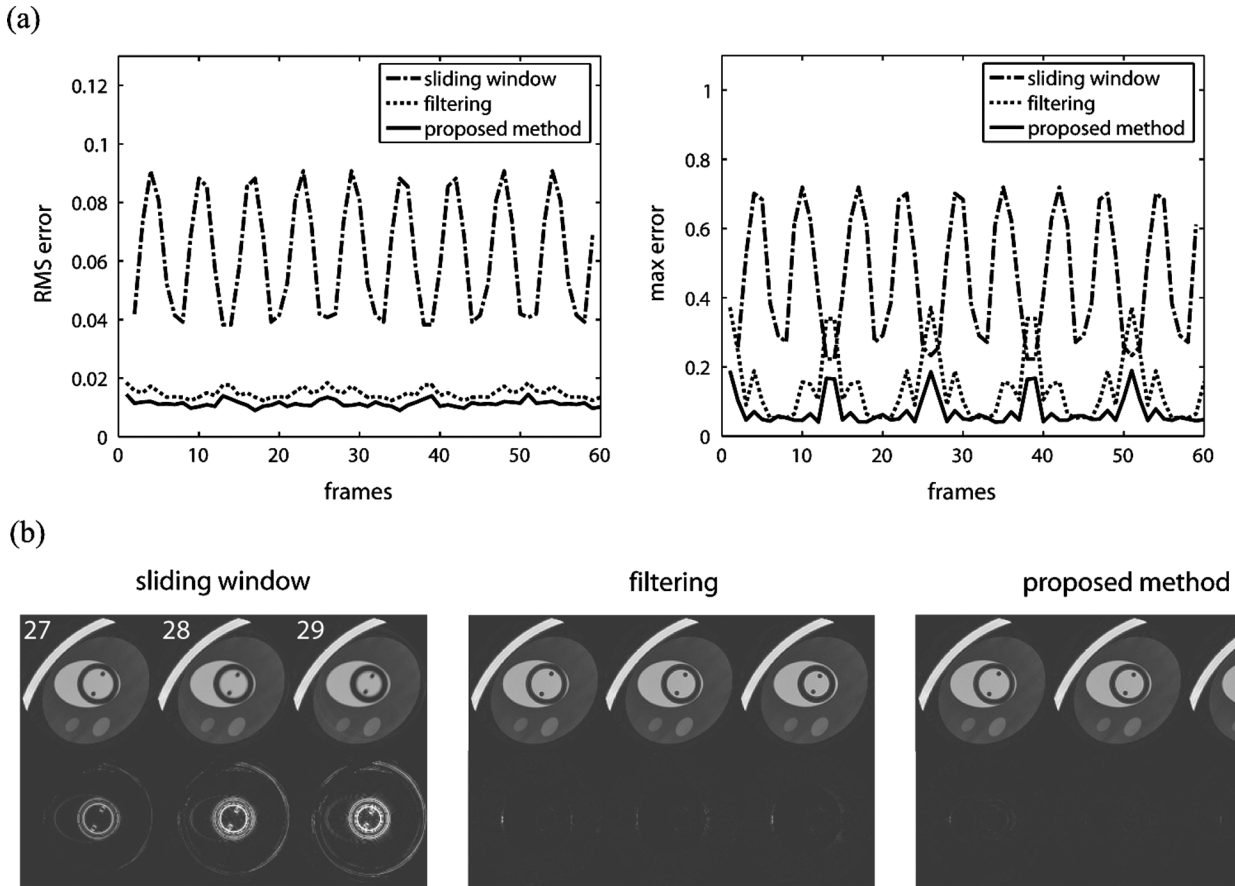 (a)
0.12
0.1
0.08
0.06
0.04
0.02
0
RMS error
sliding window
filtering
proposed method
0 10 20 30 40 50 60
frames
1
0.8
0.6
0.4
0.2
0
max error
sliding window
filtering
proposed method
0 10 20 30 40 50 60
frames
(b)
sliding window
filtering
proposed method
27 28 29